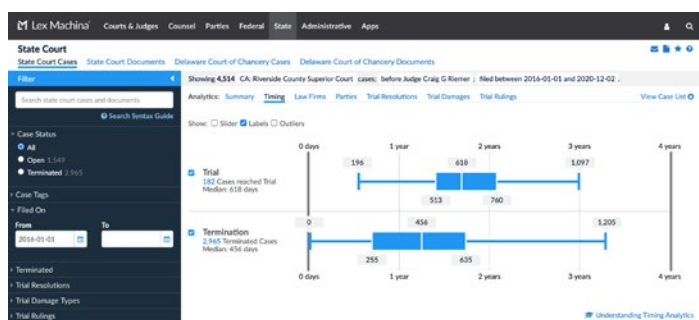 Lex Machina Courts & Judges Counsel Parties Federal State Administrative Apps
State Court
State Court Cases State Court Documents Delaware Court of Chancery Cases Delaware Court of Chancery Documents
Filter
Showing 4,514 CA: Riverside County Superior Court cases; before Judge Craig G Riemer ; filed between 2016-01-01 and 2020-12-02 .
Search state court cases and documents
Search Syntax Guide
Case Status
All
Open 1,549
Terminated 2,965
Case Tags
Filed On
From To
2016-01-01
Terminated
Trial Resolutions
Trial Damage Types
Trial Rulings
Analytics: Summary Timing Law Firms Parties Trial Resolutions Trial Damages Trial Rulings View Case List
Show: Slider Labels Outliers
0 days 1 year 2 years 3 years 4 years
Trial
182 Cases reached Trial
Median: 618 days
196 618 1,097
513 760
Termination
2,965 Terminated Cases
Median: 456 days
0 456 1,205
255 635
0 days 1 year 2 years 3 years 4 years
Understanding Timing Analytics